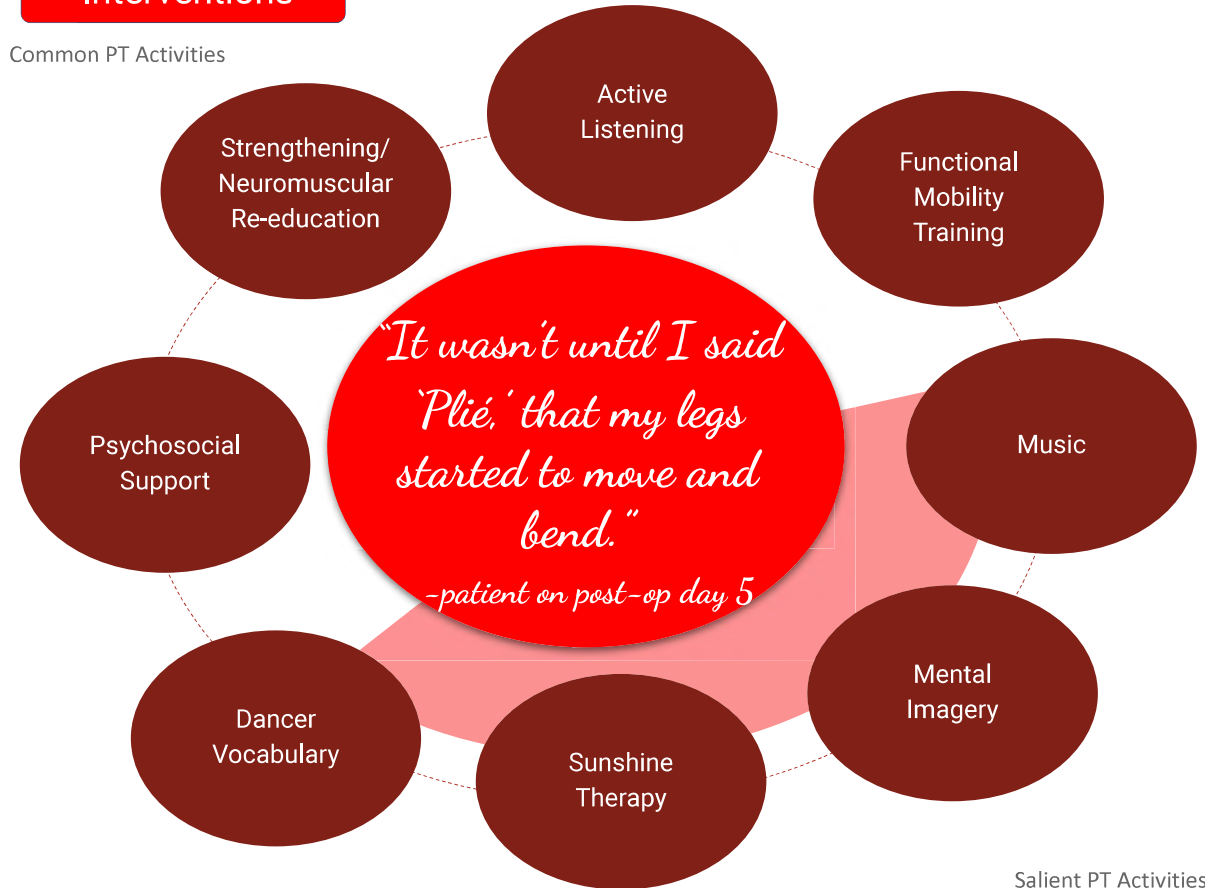 Interventions
Common PT Activities
Active
Listening
Strengthening/
Neuromuscular
Re-education
Functional
Mobility
Training
"It wasn't until I said
'Plié,' that my legs
started to move and
bend."
-patient on post-op day 5
Psychosocial
Support
Music
Dancer
Vocabulary
Sunshine
Therapy
Mental
Imagery
Salient PT Activities